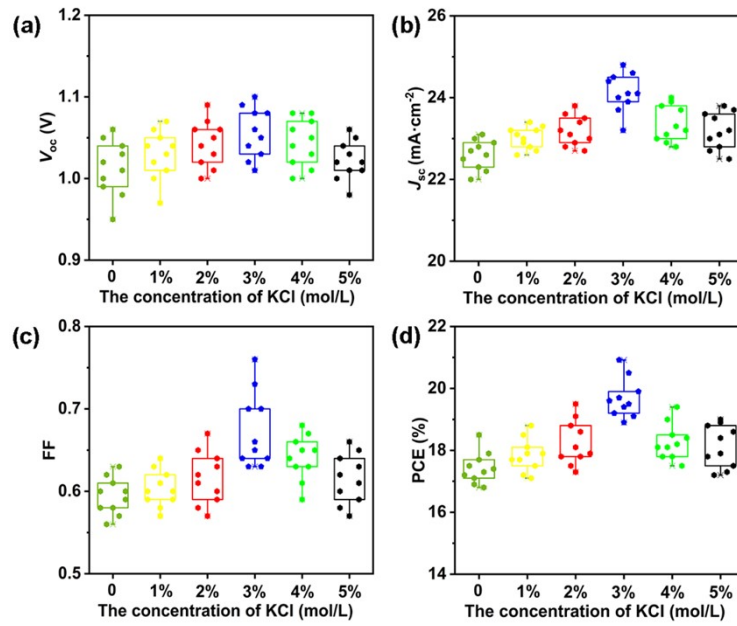 (a)
1.2
1.1
1.0
0.9
Voc (V)
0 1% 2% 3% 4% 5%
The concentration of KCl (mol/L)
(b)
26
24
22
20
Jsc (mA·cm-2)
0 1% 2% 3% 4% 5%
The concentration of KCl (mol/L)
(c)
0.8
0.7
0.6
0.5
FF
0 1% 2% 3% 4% 5%
The concentration of KCl (mol/L)
(d)
22
20
18
16
14
PCE (%)
0 1% 2% 3% 4% 5%
The concentration of KCl (mol/L)